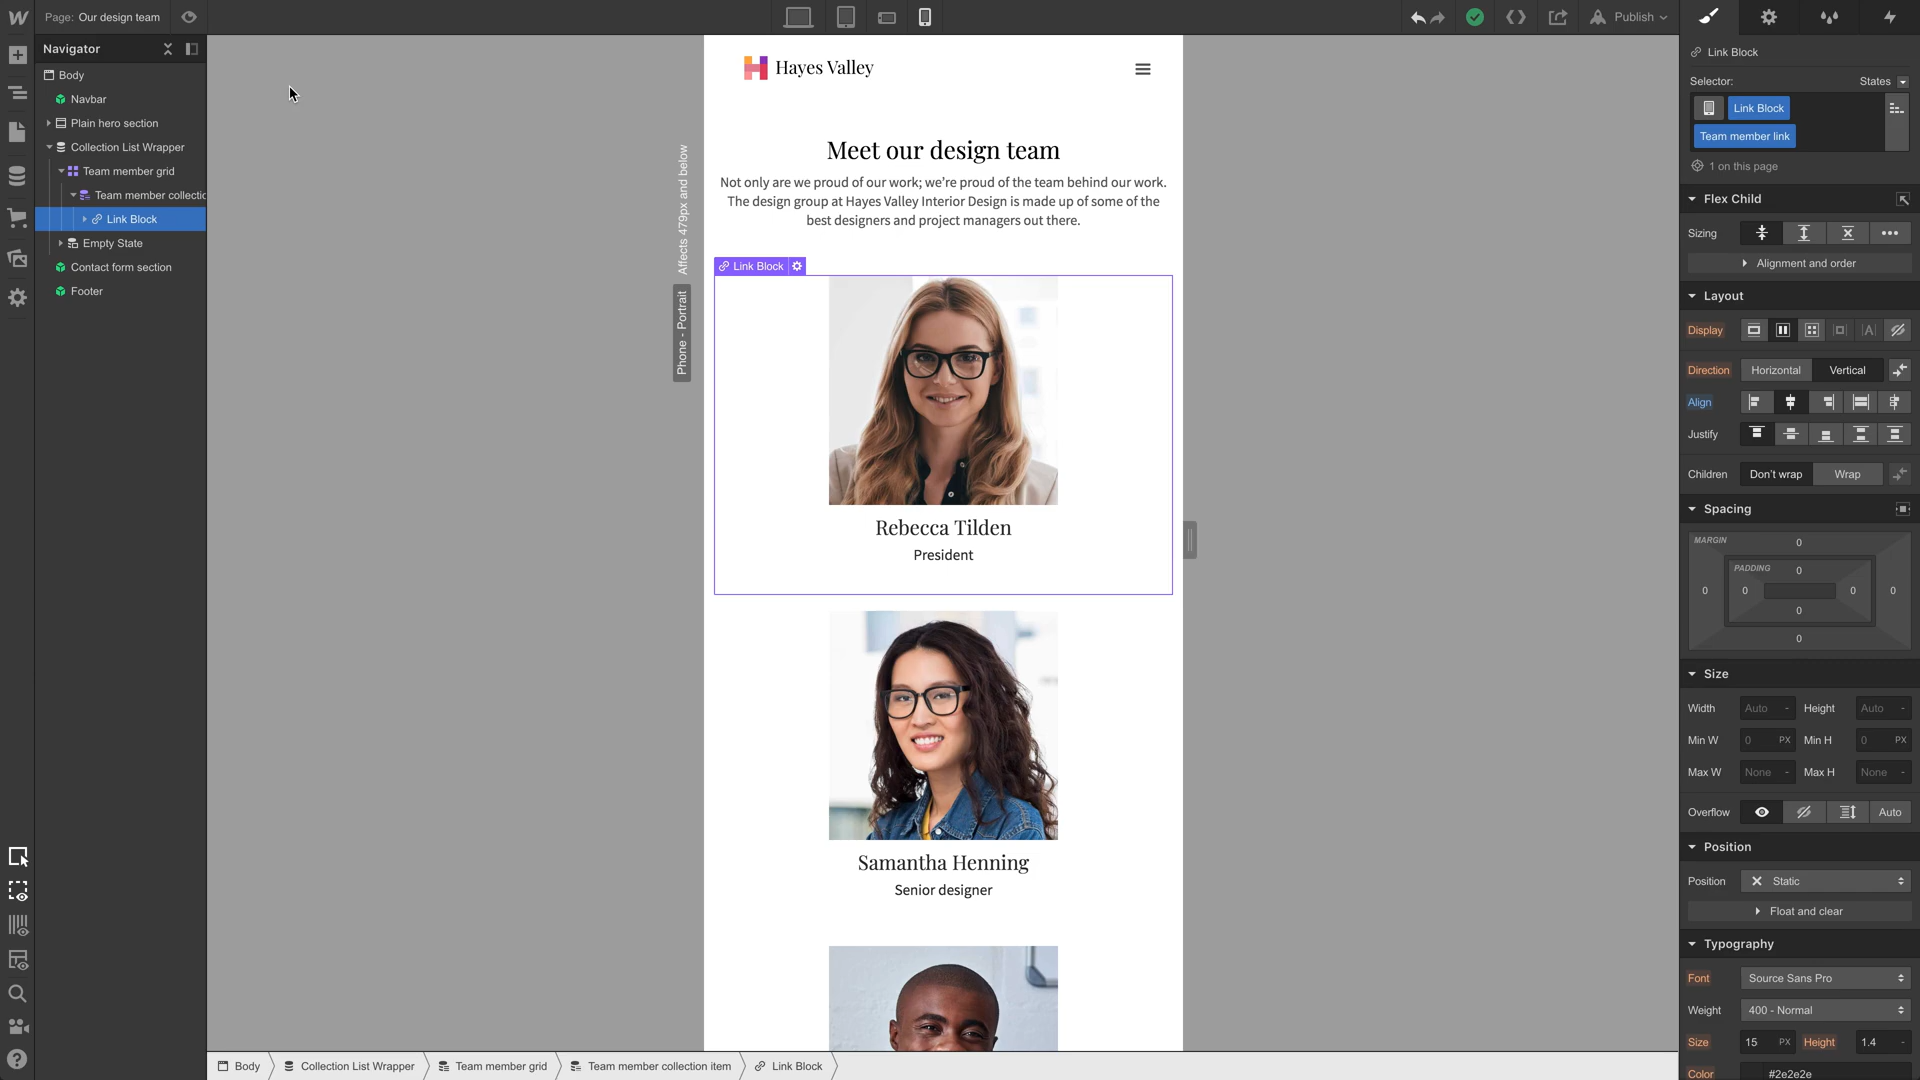 Page: Our design team
Publish
Navigator
Body
Navbar
Plain hero section
Collection List Wrapper
Team member grid
Team member collectio
Link Block
Empty State
Contact form section
Footer
Affects 479px and below
Phone - Portrait
Hayes Valley
Meet our design team
Not only are we proud of our work; we’re proud of the team behind our work.
The design group at Hayes Valley Interior Design is made up of some of the
best designers and project managers out there.
Link Block
Rebecca Tilden
President
Samantha Henning
Senior designer
Body
Collection List Wrapper
Team member grid
Team member collection item
Link Block
Link Block
Selector: States
Link Block
Team member link
1 on this page
Flex Child
Sizing
Alignment and order
Layout
Display
Direction Horizontal Vertical
Align
Justify
Children Don't wrap Wrap
Spacing
MARGIN 0
PADDING 0
0 0 0 0
0
0
Size
Width Auto - Height Auto -
Min W 0 PX Min H 0 PX
Max W None - Max H None -
Overflow Auto
Position
Position Static
Float and clear
Typography
Font Source Sans Pro
Weight 400 - Normal
Size 15 PX Height 1.4 -
Color #2e2e2e